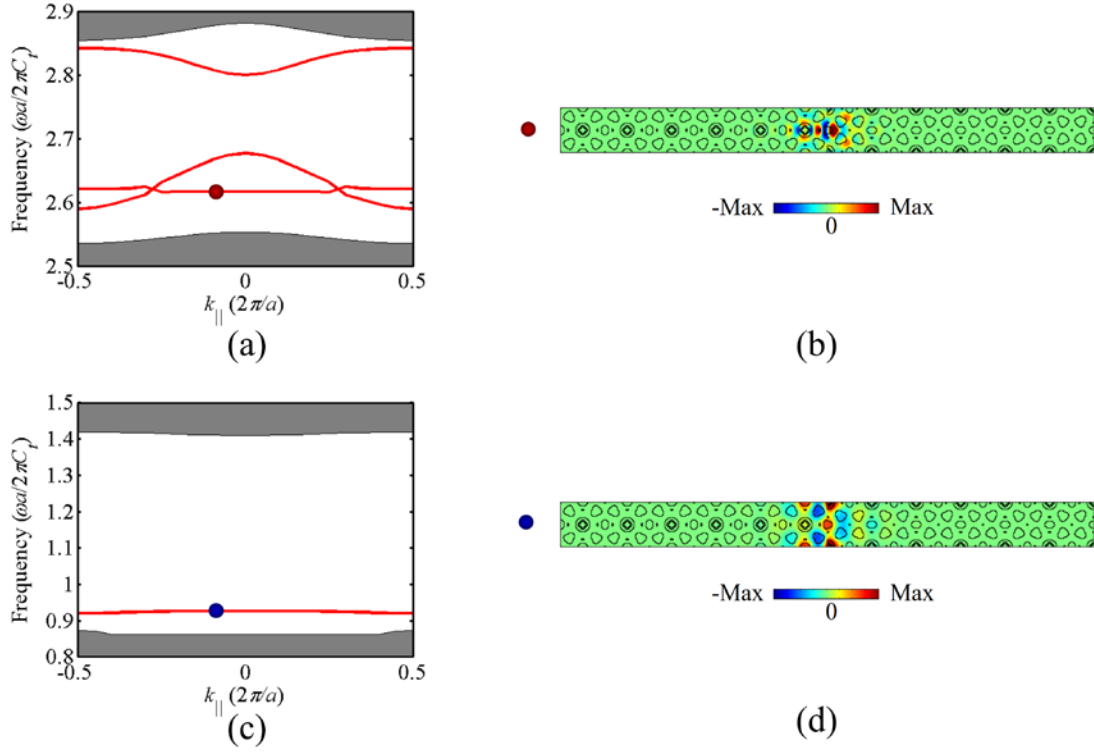 2.9
2.8
2.7
2.6
2.5
Frequency (ωa/2πC_t)
-0.5 0 0.5
k_|| (2π/a)
(a)
-Max Max
0
(b)
1.5
1.4
1.3
1.2
1.1
1
0.9
0.8
Frequency (ωa/2πC_t)
-0.5 0 0.5
k_|| (2π/a)
(c)
-Max Max
0
(d)